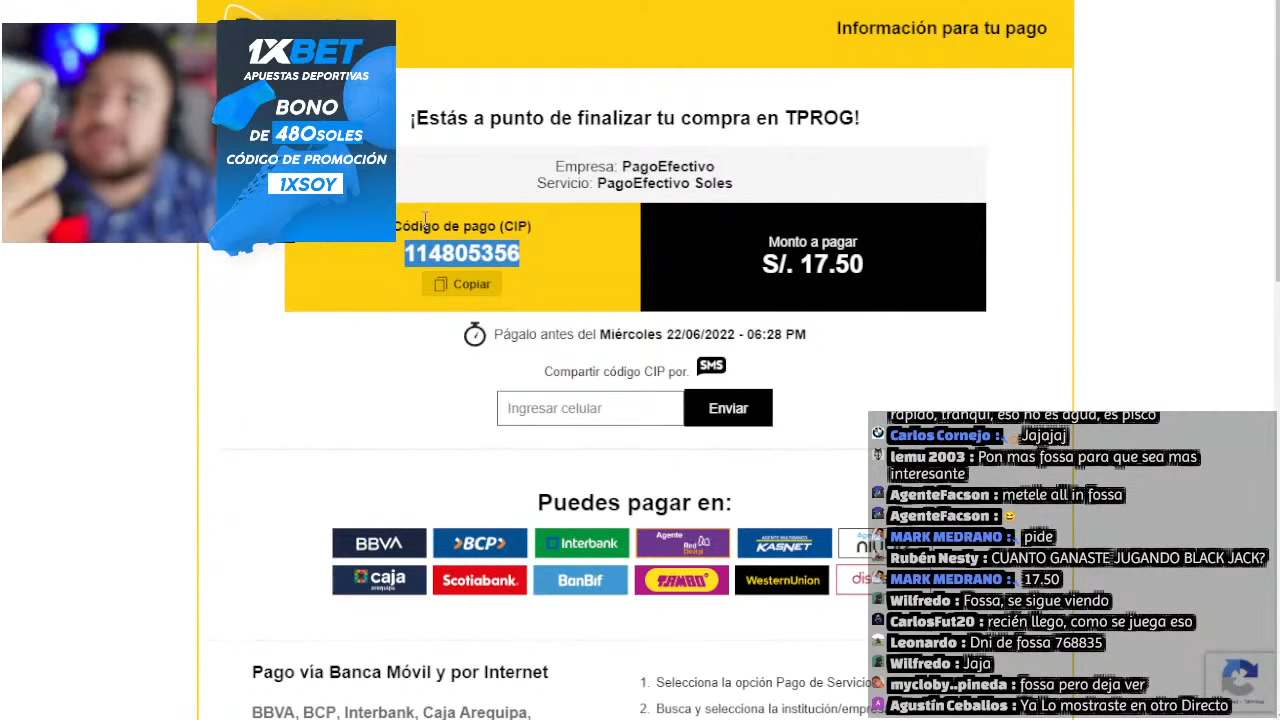 Información para tu pago
1XBET
APUESTAS DEPORTIVAS
BONO
DE 480SOLES
CÓDIGO DE PROMOCIÓN
1XSOY
¡Estás a punto de finalizar tu compra en TPROG!
Empresa: PagoEfectivo
Servicio: PagoEfectivo Soles
Código de pago (CIP)
114805356
Copiar
Monto a pagar
S/. 17.50
Págalo antes del Miércoles 22/06/2022 - 06:28 PM
Compartir código CIP por. SMS
Ingresar celular
Enviar
Puedes pagar en:
BBVA BCP Interbank Agente Red Digital AGENTE MULTIBANCO KASNET
caja arequipa Scotiabank BanBif TAMBO WesternUnion
Pago vía Banca Móvil y por Internet
BBVA, BCP, Interbank, Caja Arequipa,
1. Selecciona la opción Pago de Servicio
2. Busca y selecciona la institución/empre
rápido, tranqui, eso no es agua, es pisco
Carlos Cornejo : Jajajaj
lemu 2003 : Pon mas fossa para que sea mas
interesante
AgenteFacson : metele all in fossa
AgenteFacson : 😄
MARK MEDRANO : pide
Rubén Nesty : CUANTO GANASTE JUGANDO BLACK JACK?
MARK MEDRANO : 17.50
Wilfredo : Fossa, se sigue viendo
CarlosFut20 : recién llego, como se juega eso
Leonardo : Dni de fossa 768835
Wilfredo : Jaja
mycloby..pineda : fossa pero deja ver
Agustín Ceballos : Ya Lo mostraste en otro Directo